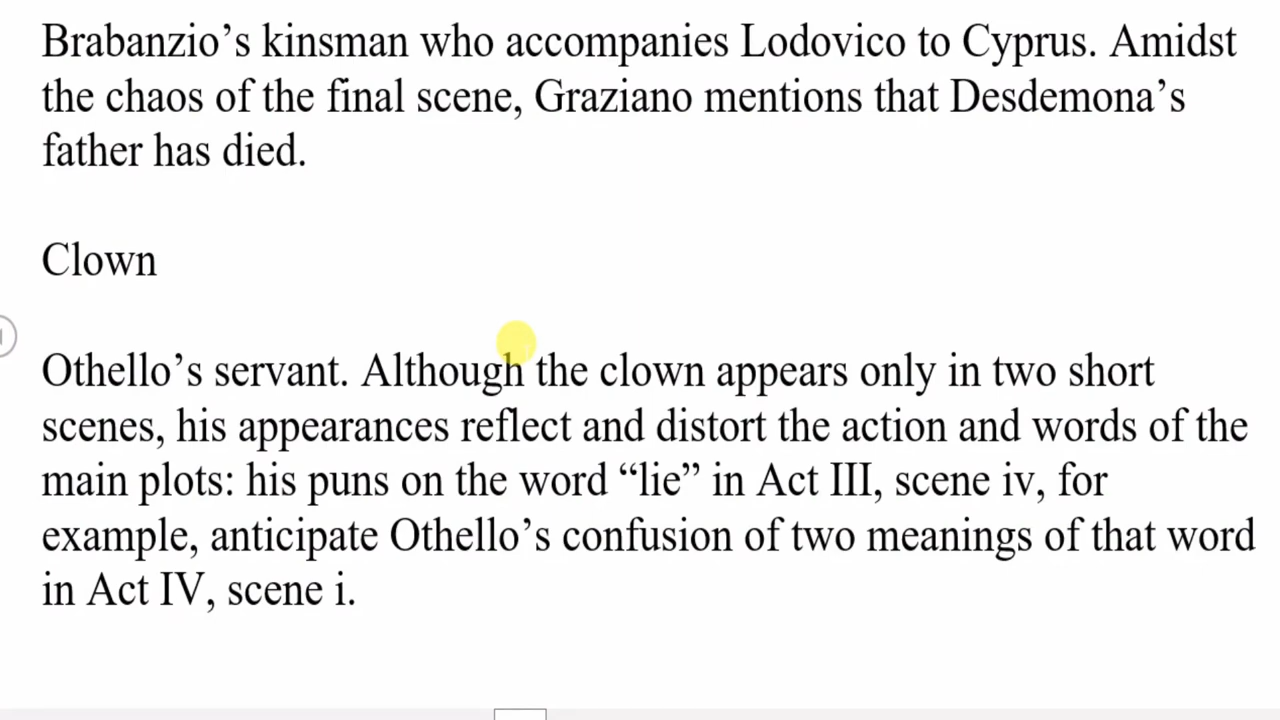 Brabanzio’s kinsman who accompanies Lodovico to Cyprus. Amidst
the chaos of the final scene, Graziano mentions that Desdemona’s
father has died.
Clown
Othello’s servant. Although the clown appears only in two short
scenes, his appearances reflect and distort the action and words of the
main plots: his puns on the word “lie” in Act III, scene iv, for
example, anticipate Othello’s confusion of two meanings of that word
in Act IV, scene i.